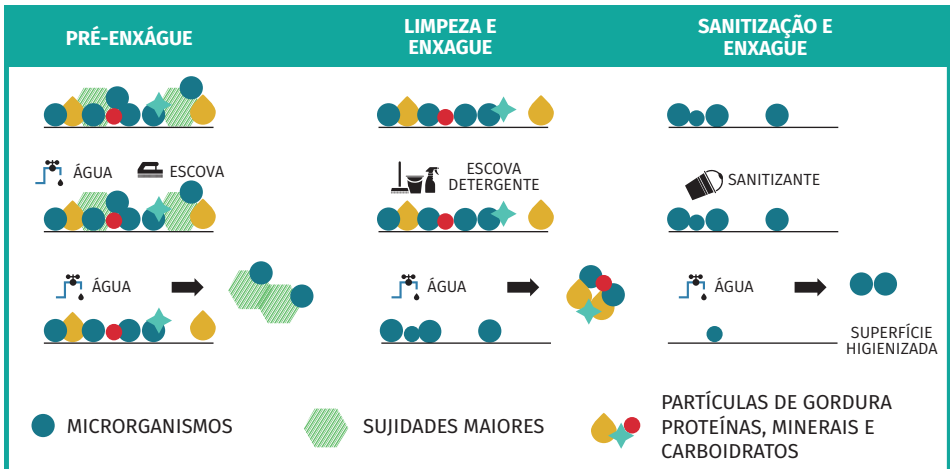 PRÉ-ENXÁGUE
LIMPEZA E
ENXAGUE
SANITIZAÇÃO E
ENXAGUE
ÁGUA
ESCOVA
ESCOVA
DETERGENTE
SANITIZANTE
ÁGUA
ÁGUA
ÁGUA
SUPERFÍCIE
HIGIENIZADA
MICRORGANISMOS
SUJIDADES MAIORES
PARTÍCULAS DE GORDURA
PROTEÍNAS, MINERAIS E
CARBOIDRATOS